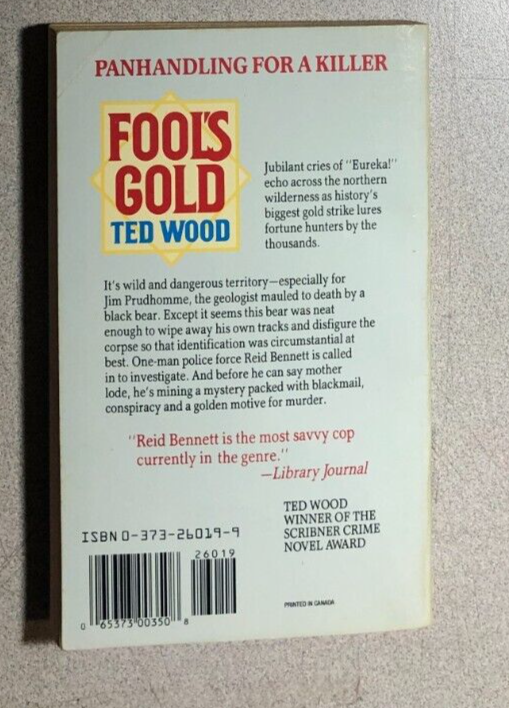 PANHANDLING FOR A KILLER
FOOL'S
GOLD
TED WOOD
Jubilant cries of "Eureka!"
echo across the northern
wilderness as history's
biggest gold strike lures
fortune hunters by the
thousands.
It's wild and dangerous territory—especially for
Jim Prudhomme, the geologist mauled to death by a
black bear. Except it seems this bear was neat
enough to wipe away his own tracks and disfigure the
corpse so that identification was circumstantial at
best. One-man police force Reid Bennett is called
in to investigate. And before he can say mother
lode, he's mining a mystery packed with blackmail,
conspiracy and a golden motive for murder.
"Reid Bennett is the most savvy cop
currently in the genre."
—Library Journal
TED WOOD
WINNER OF THE
SCRIBNER CRIME
NOVEL AWARD
ISBN 0-373-26019-9
26019
0 65373 00350 8
PRINTED IN CANADA